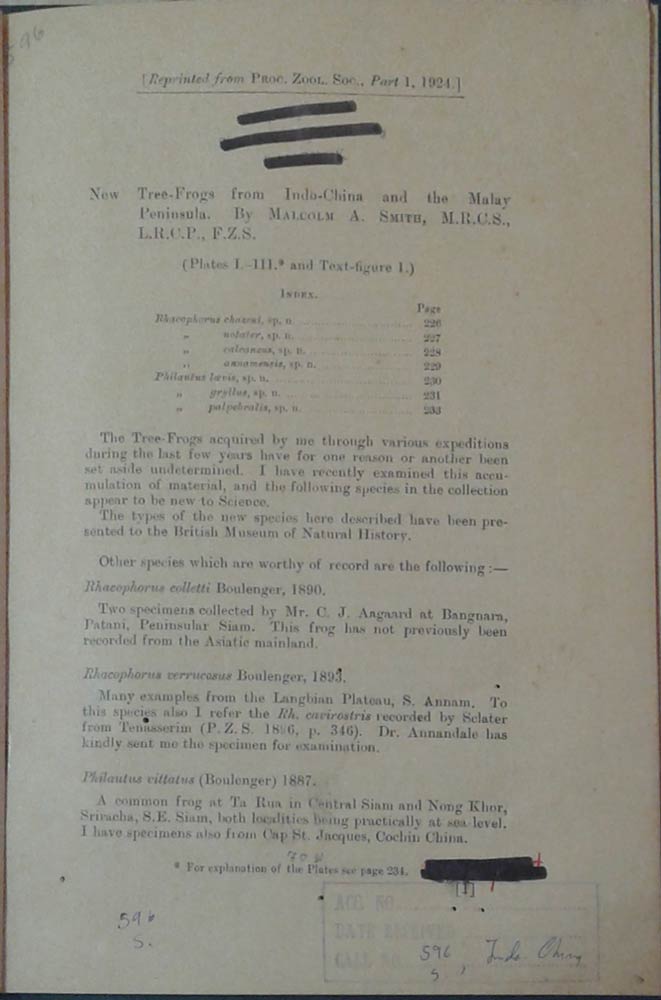 596
[Reprinted from PROC. ZOOL. SOC., Part 1, 1924.]
New Tree-Frogs from Indo-China and the Malay
Peninsula. By MALCOLM A. SMITH, M.R.C.S.,
L.R.C.P., F.Z.S.
(Plates I.-III.* and Text-figure 1.)
INDEX.
Page
Rhacophorus chaseni, sp. n. 226
„ notater, sp. n. 227
„ calcaneus, sp. n. 228
„ annamensis, sp. n. 229
Philautus lævis, sp. n. 230
„ gryllus, sp. n. 231
„ palpebralis, sp. n. 233
The Tree-Frogs acquired by me through various expeditions
during the last few years have for one reason or another been
set aside undetermined. I have recently examined this accu-
mulation of material, and the following species in the collection
appear to be new to Science.
The types of the new species here described have been pre-
sented to the British Museum of Natural History.
Other species which are worthy of record are the following :—
Rhacophorus colletti Boulenger, 1890.
Two specimens collected by Mr. C. J. Aagaard at Bangnara,
Patani, Peninsular Siam. This frog has not previously been
recorded from the Asiatic mainland.
Rhacophorus verrucosus Boulenger, 1893.
Many examples from the Langbian Plateau, S. Annam. To
this species also I refer the Rh. cavirostris recorded by Sclater
from Tenasserim (P. Z. S. 1896, p. 346). Dr. Annandale has
kindly sent me the specimen for examination.
Philautus vittatus (Boulenger) 1887.
A common frog at Ta Rua in Central Siam and Nong Khor,
Sriracha, S.E. Siam, both localities being practically at sea-level.
I have specimens also from Cap St. Jacques, Cochin China.
* For explanation of the Plates see page 234.
[1]
ACC. NO
DATE RECEIVED
CALL NO. 596 Indo China
S.
596
S.